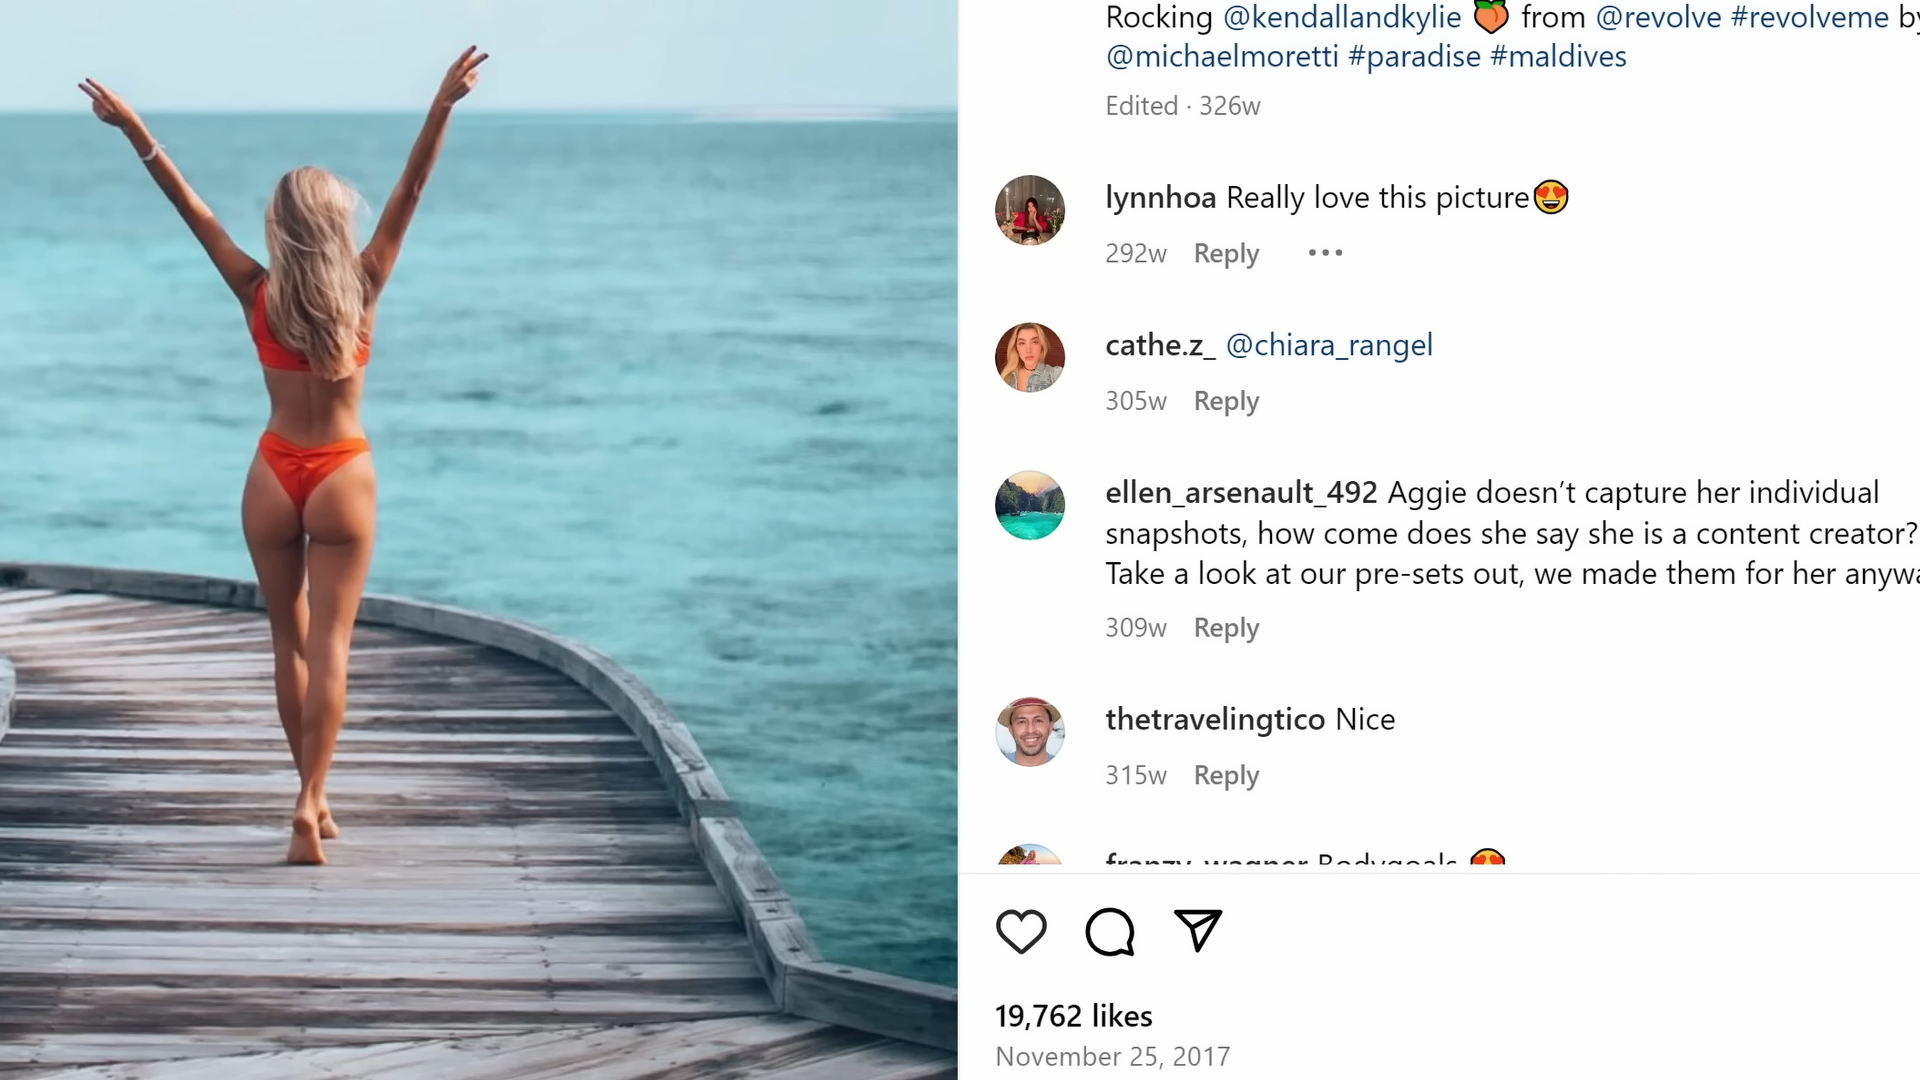 Rocking @kendallandkylie 🍑 from @revolve #revolveme by
@michaelmoretti #paradise #maldives
Edited · 326w
lynnhoa Really love this picture😍
292w Reply •••
cathe.z_ @chiara_rangel
305w Reply
ellen_arsenault_492 Aggie doesn’t capture her individual
snapshots, how come does she say she is a content creator?
Take a look at our pre-sets out, we made them for her
309w Reply
thetravelingtico Nice
315w Reply
franzy_wagner Bodygoals 😍
19,762 likes
November 25, 2017